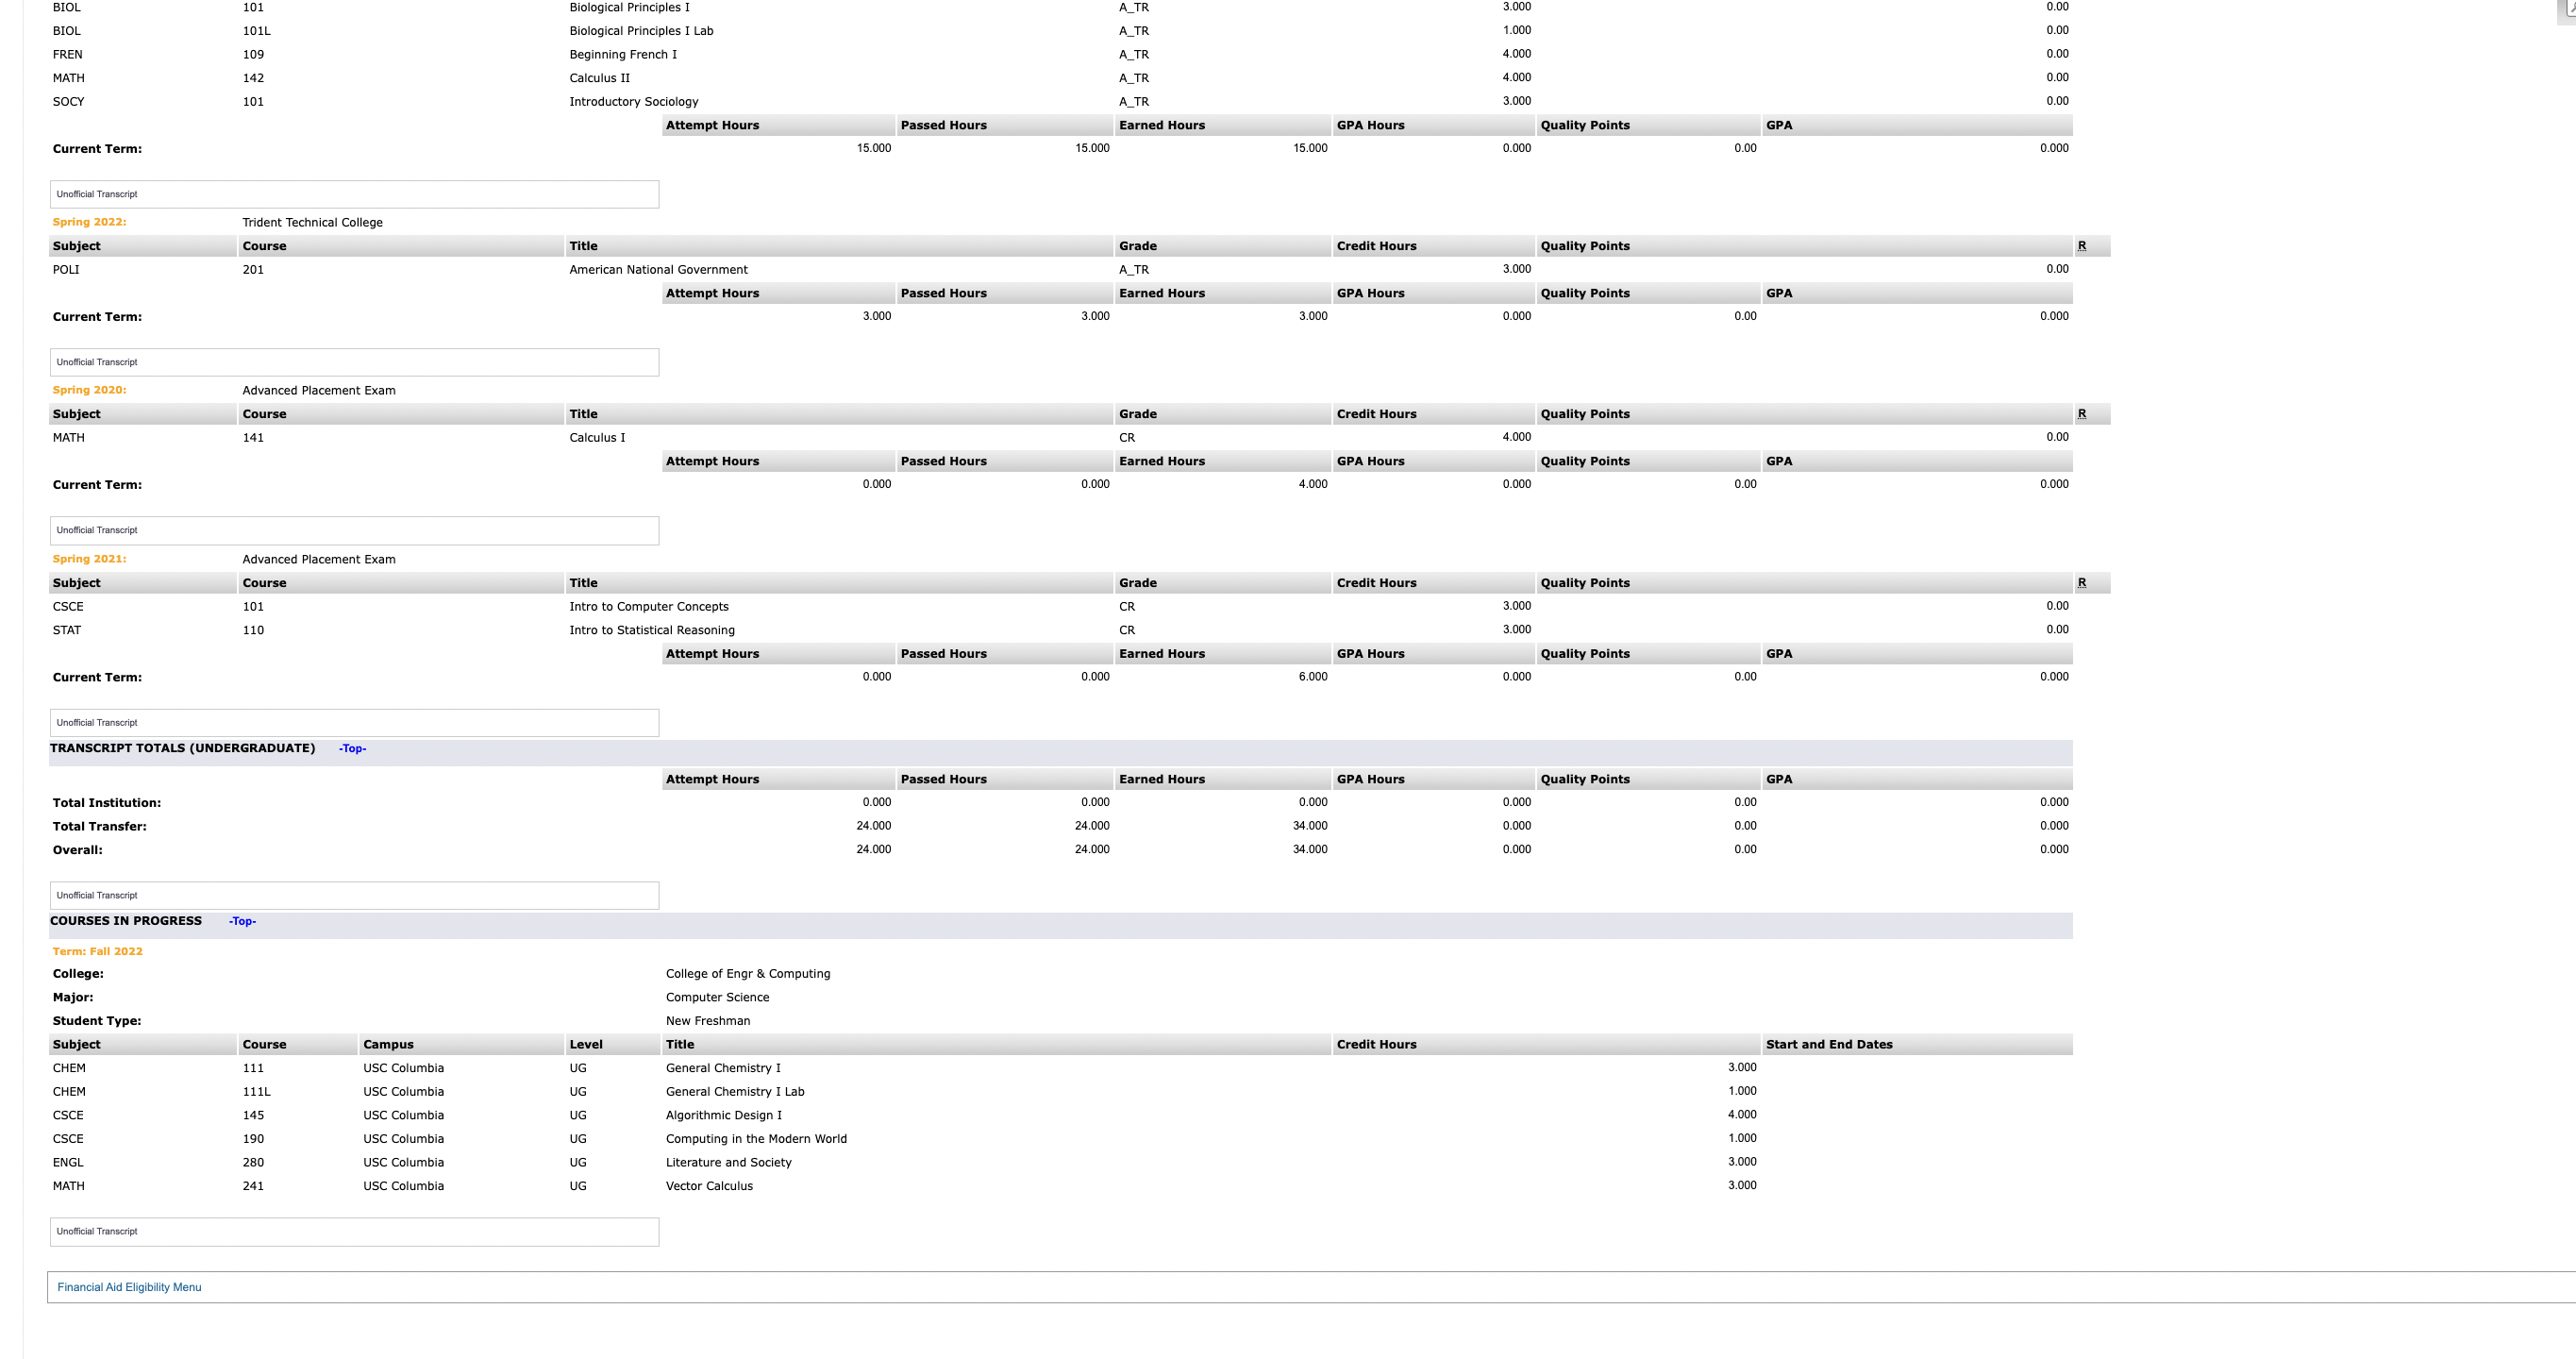 BIOL 101 Biological Principles I A_TR 3.000 0.00
BIOL 101L Biological Principles I Lab A_TR 1.000 0.00
FREN 109 Beginning French I A_TR 4.000 0.00
MATH 142 Calculus II A_TR 4.000 0.00
SOCY 101 Introductory Sociology A_TR 3.000 0.00
Attempt Hours Passed Hours Earned Hours GPA Hours Quality Points GPA
Current Term: 15.000 15.000 15.000 0.000 0.00 0.000
Unofficial Transcript
Spring 2022: Trident Technical College
Subject Course Title Grade Credit Hours Quality Points R
POLI 201 American National Government A_TR 3.000 0.00
Attempt Hours Passed Hours Earned Hours GPA Hours Quality Points GPA
Current Term: 3.000 3.000 3.000 0.000 0.00 0.000
Unofficial Transcript
Spring 2020: Advanced Placement Exam
Subject Course Title Grade Credit Hours Quality Points R
MATH 141 Calculus I CR 4.000 0.00
Attempt Hours Passed Hours Earned Hours GPA Hours Quality Points GPA
Current Term: 0.000 0.000 4.000 0.000 0.00 0.000
Unofficial Transcript
Spring 2021: Advanced Placement Exam
Subject Course Title Grade Credit Hours Quality Points R
CSCE 101 Intro to Computer Concepts CR 3.000 0.00
STAT 110 Intro to Statistical Reasoning CR 3.000 0.00
Attempt Hours Passed Hours Earned Hours GPA Hours Quality Points GPA
Current Term: 0.000 0.000 6.000 0.000 0.00 0.000
Unofficial Transcript
TRANSCRIPT TOTALS (UNDERGRADUATE) -Top-
Attempt Hours Passed Hours Earned Hours GPA Hours Quality Points GPA
Total Institution: 0.000 0.000 0.000 0.000 0.00 0.000
Total Transfer: 24.000 24.000 34.000 0.000 0.00 0.000
Overall: 24.000 24.000 34.000 0.000 0.00 0.000
Unofficial Transcript
COURSES IN PROGRESS -Top-
Term: Fall 2022
College: College of Engr & Computing
Major: Computer Science
Student Type: New Freshman
Subject Course Campus Level Title Credit Hours Start and End Dates
CHEM 111 USC Columbia UG General Chemistry I 3.000
CHEM 111L USC Columbia UG General Chemistry I Lab 1.000
CSCE 145 USC Columbia UG Algorithmic Design I 4.000
CSCE 190 USC Columbia UG Computing in the Modern World 1.000
ENGL 280 USC Columbia UG Literature and Society 3.000
MATH 241 USC Columbia UG Vector Calculus 3.000
Unofficial Transcript
Financial Aid Eligibility Menu